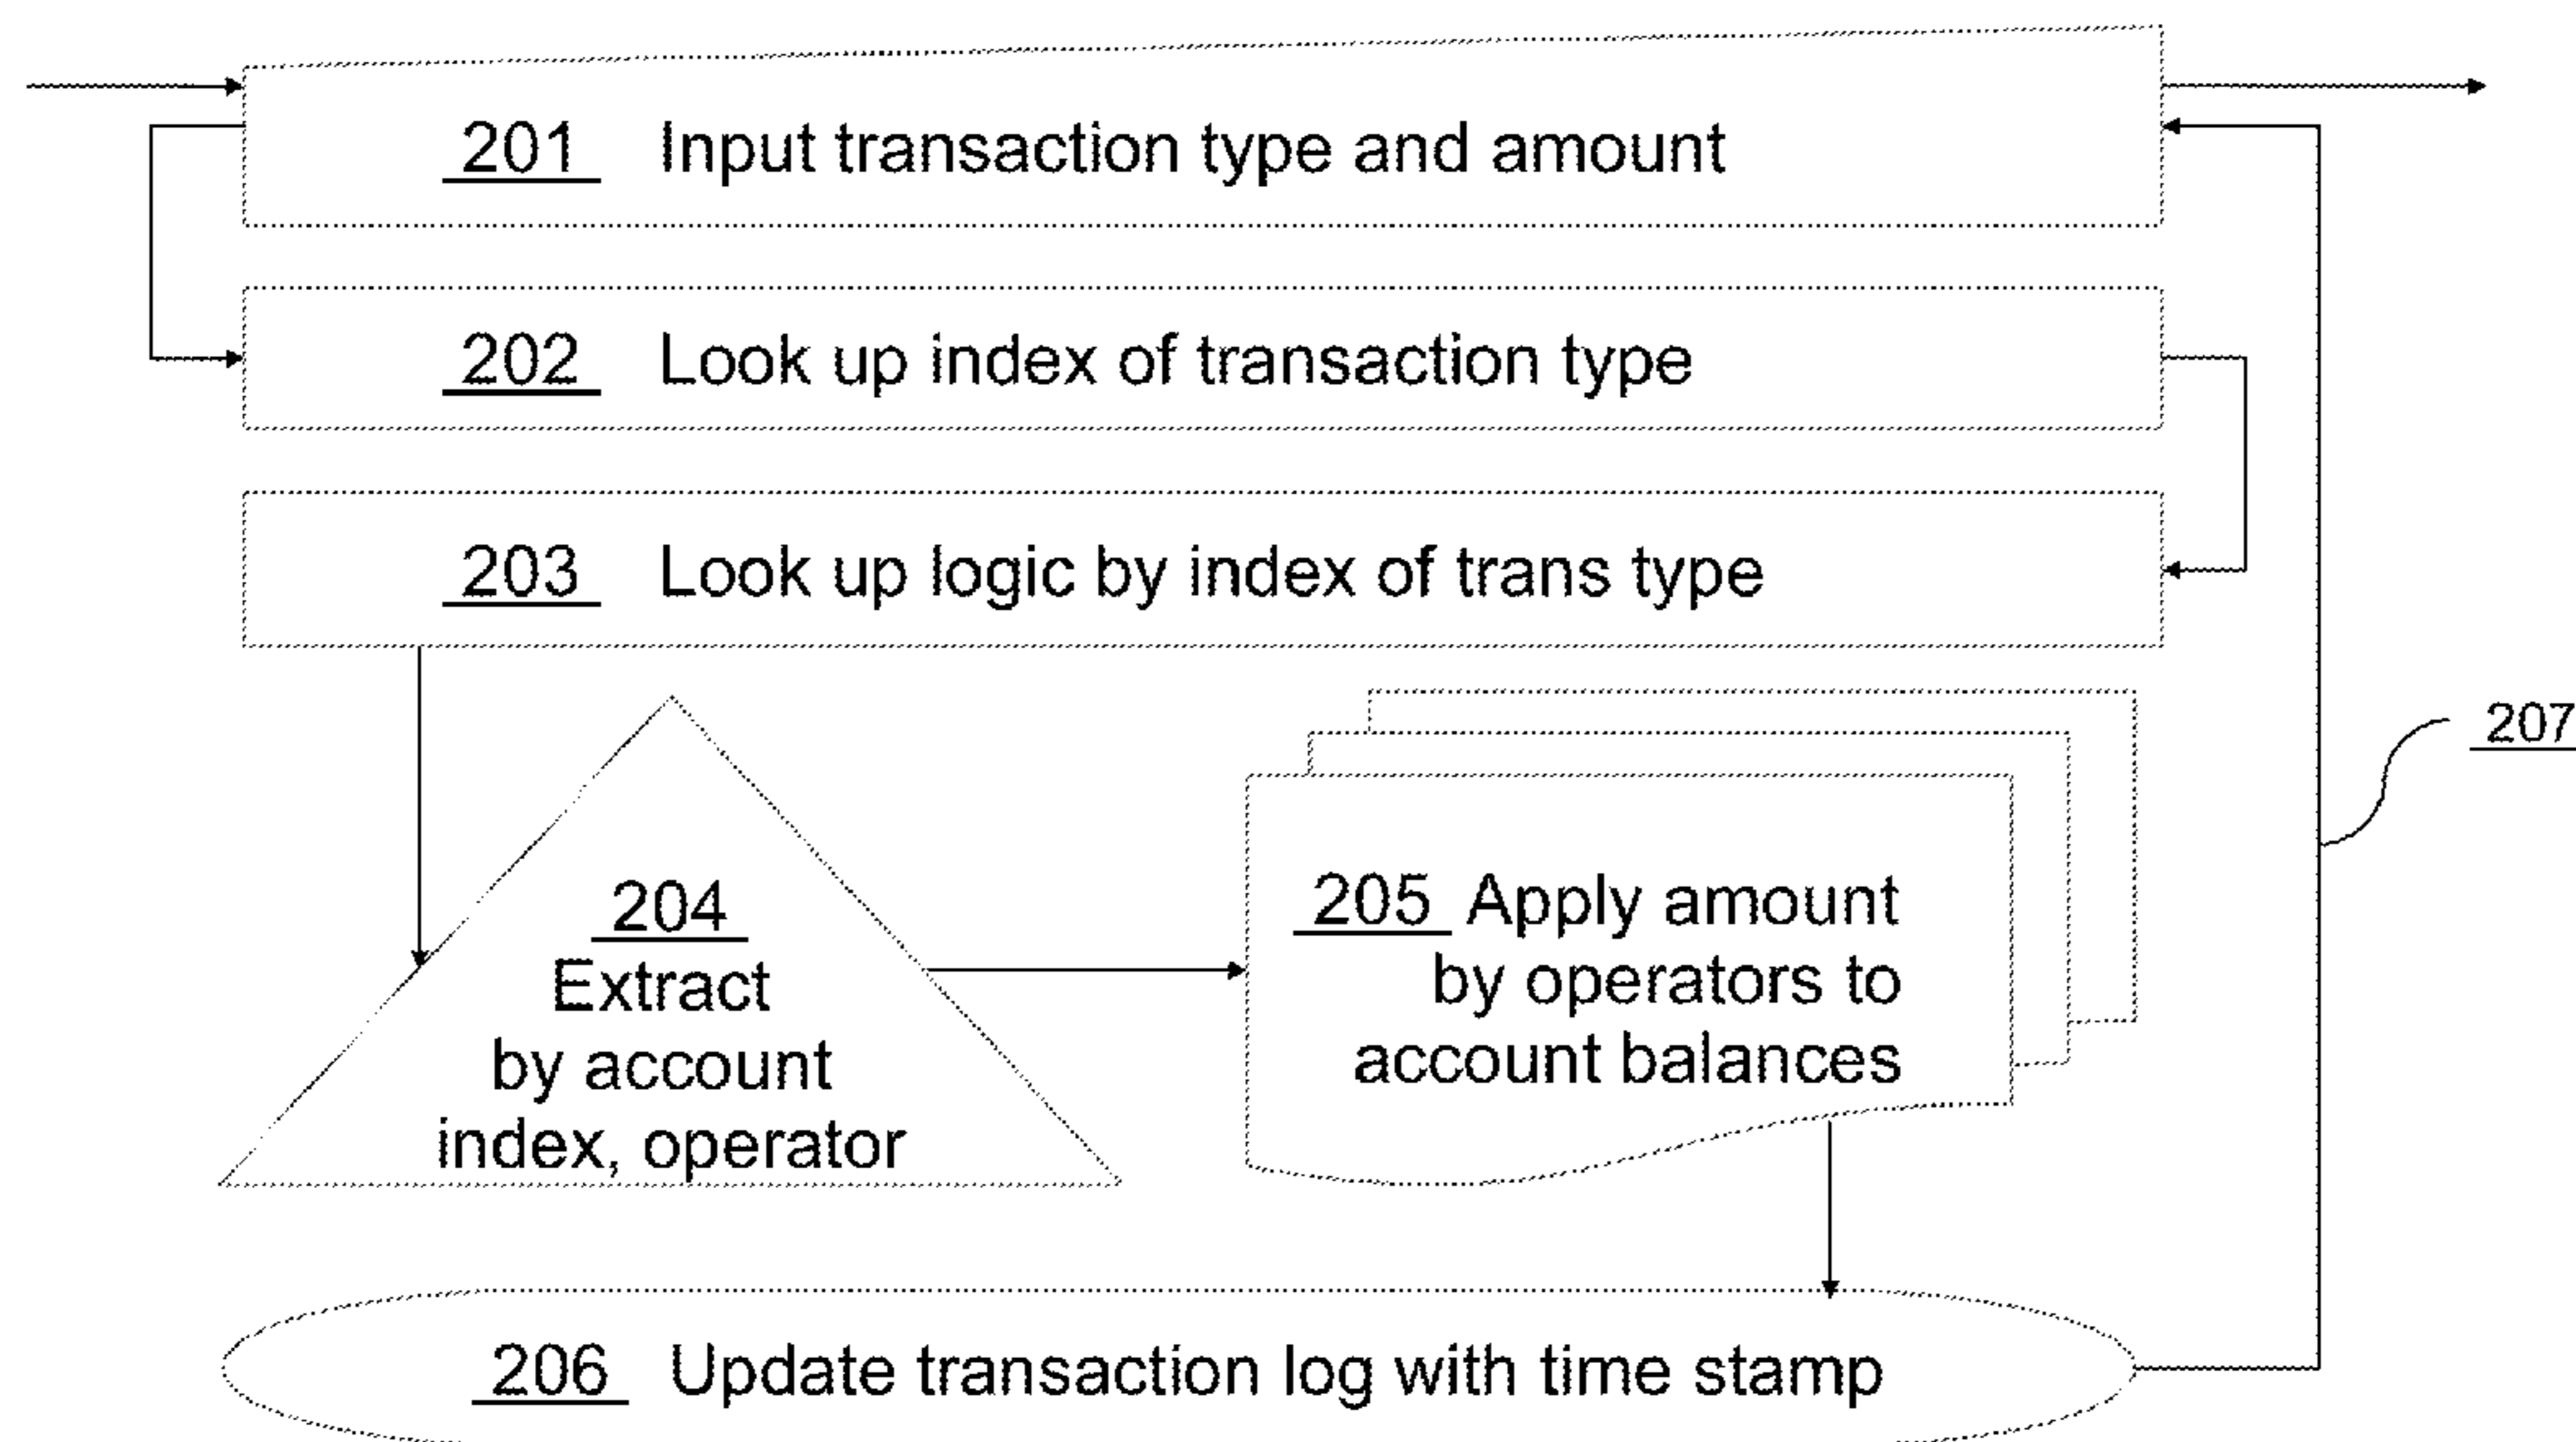 201 Input transaction type and amount
202 Look up index of transaction type
203 Look up logic by index of trans type
207
204
Extract
by account
index, operator
205 Apply amount
by operators to
account balances
206 Update transaction log with time stamp